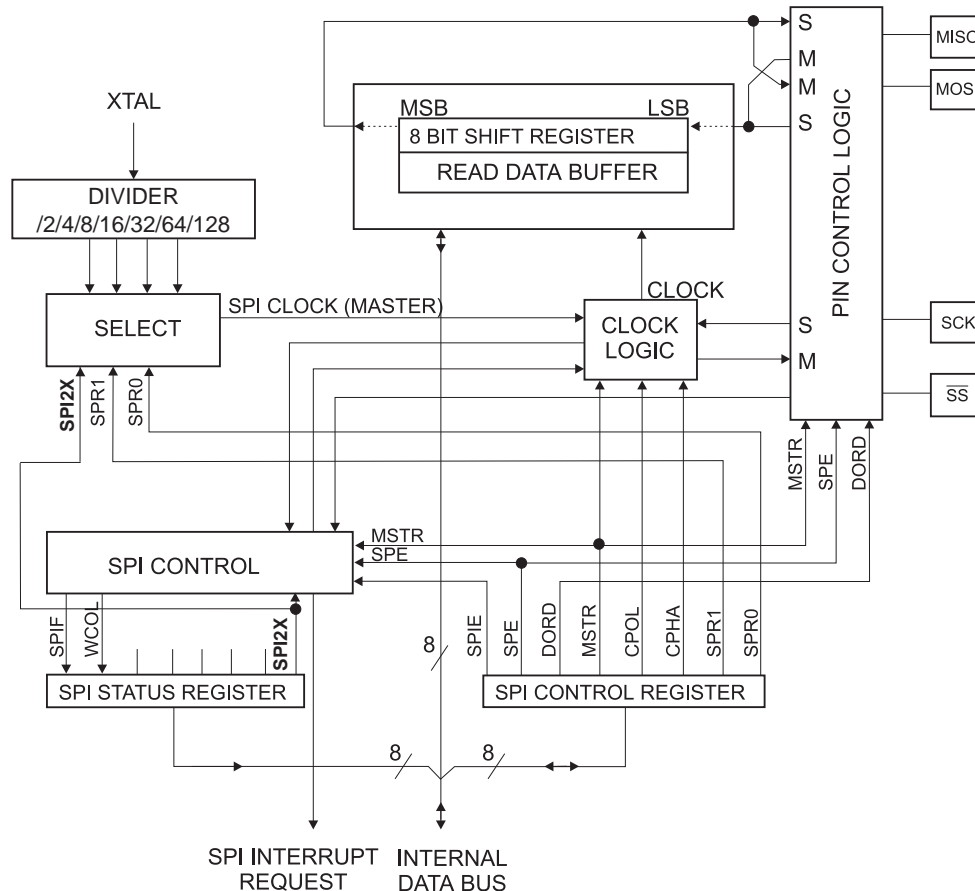 S
MISO
M
MOSI
M
S
MSB
LSB
8 BIT SHIFT REGISTER
READ DATA BUFFER
PIN CONTROL LOGIC
XTAL
DIVIDER
/2/4/8/16/32/64/128
SPI CLOCK (MASTER)
SELECT
CLOCK
CLOCK
LOGIC
S
M
SCK
SS
SPI2X
SPR1
SPR0
MSTR
SPE
DORD
SPI CONTROL
MSTR
SPE
SPIF
WCOL
SPI2X
8
SPIE
SPE
DORD
MSTR
CPOL
CPHA
SPR1
SPR0
SPI STATUS REGISTER
SPI CONTROL REGISTER
8
8
SPI INTERRUPT
REQUEST
INTERNAL
DATA BUS